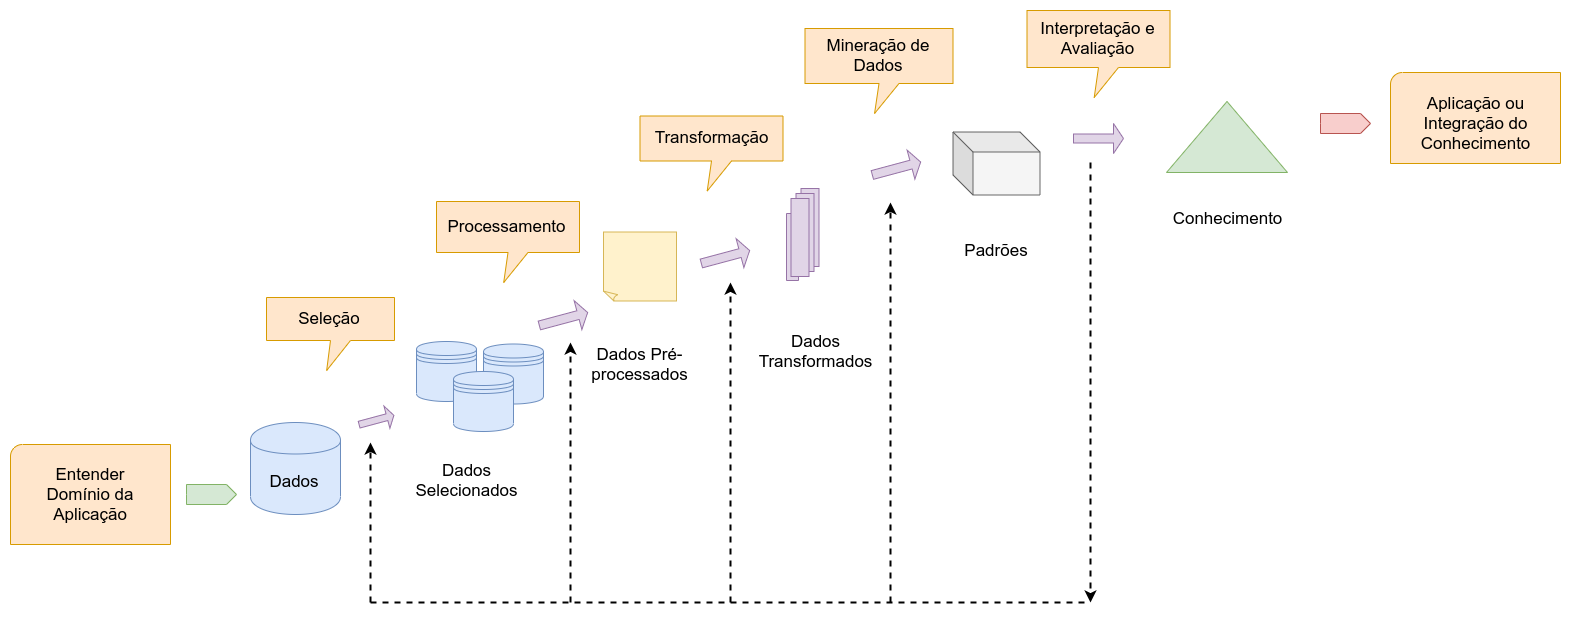 Interpretação e
Avaliação
Mineração de
Dados
Aplicação ou
Integração do
Conhecimento
Transformação
Conhecimento
Processamento
Padrões
Seleção
Dados
Transformados
Dados Pré-
processados
Dados
Selecionados
Entender
Domínio da
Aplicação
Dados